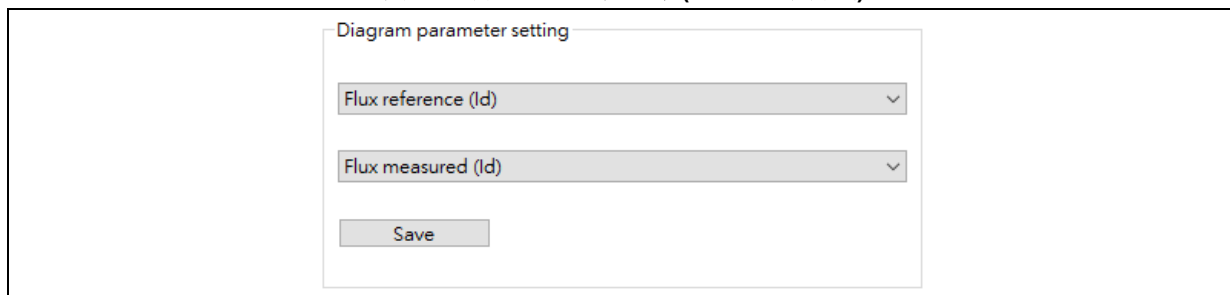 Diagram parameter setting
Flux reference (Id)
Flux measured (Id)
Save